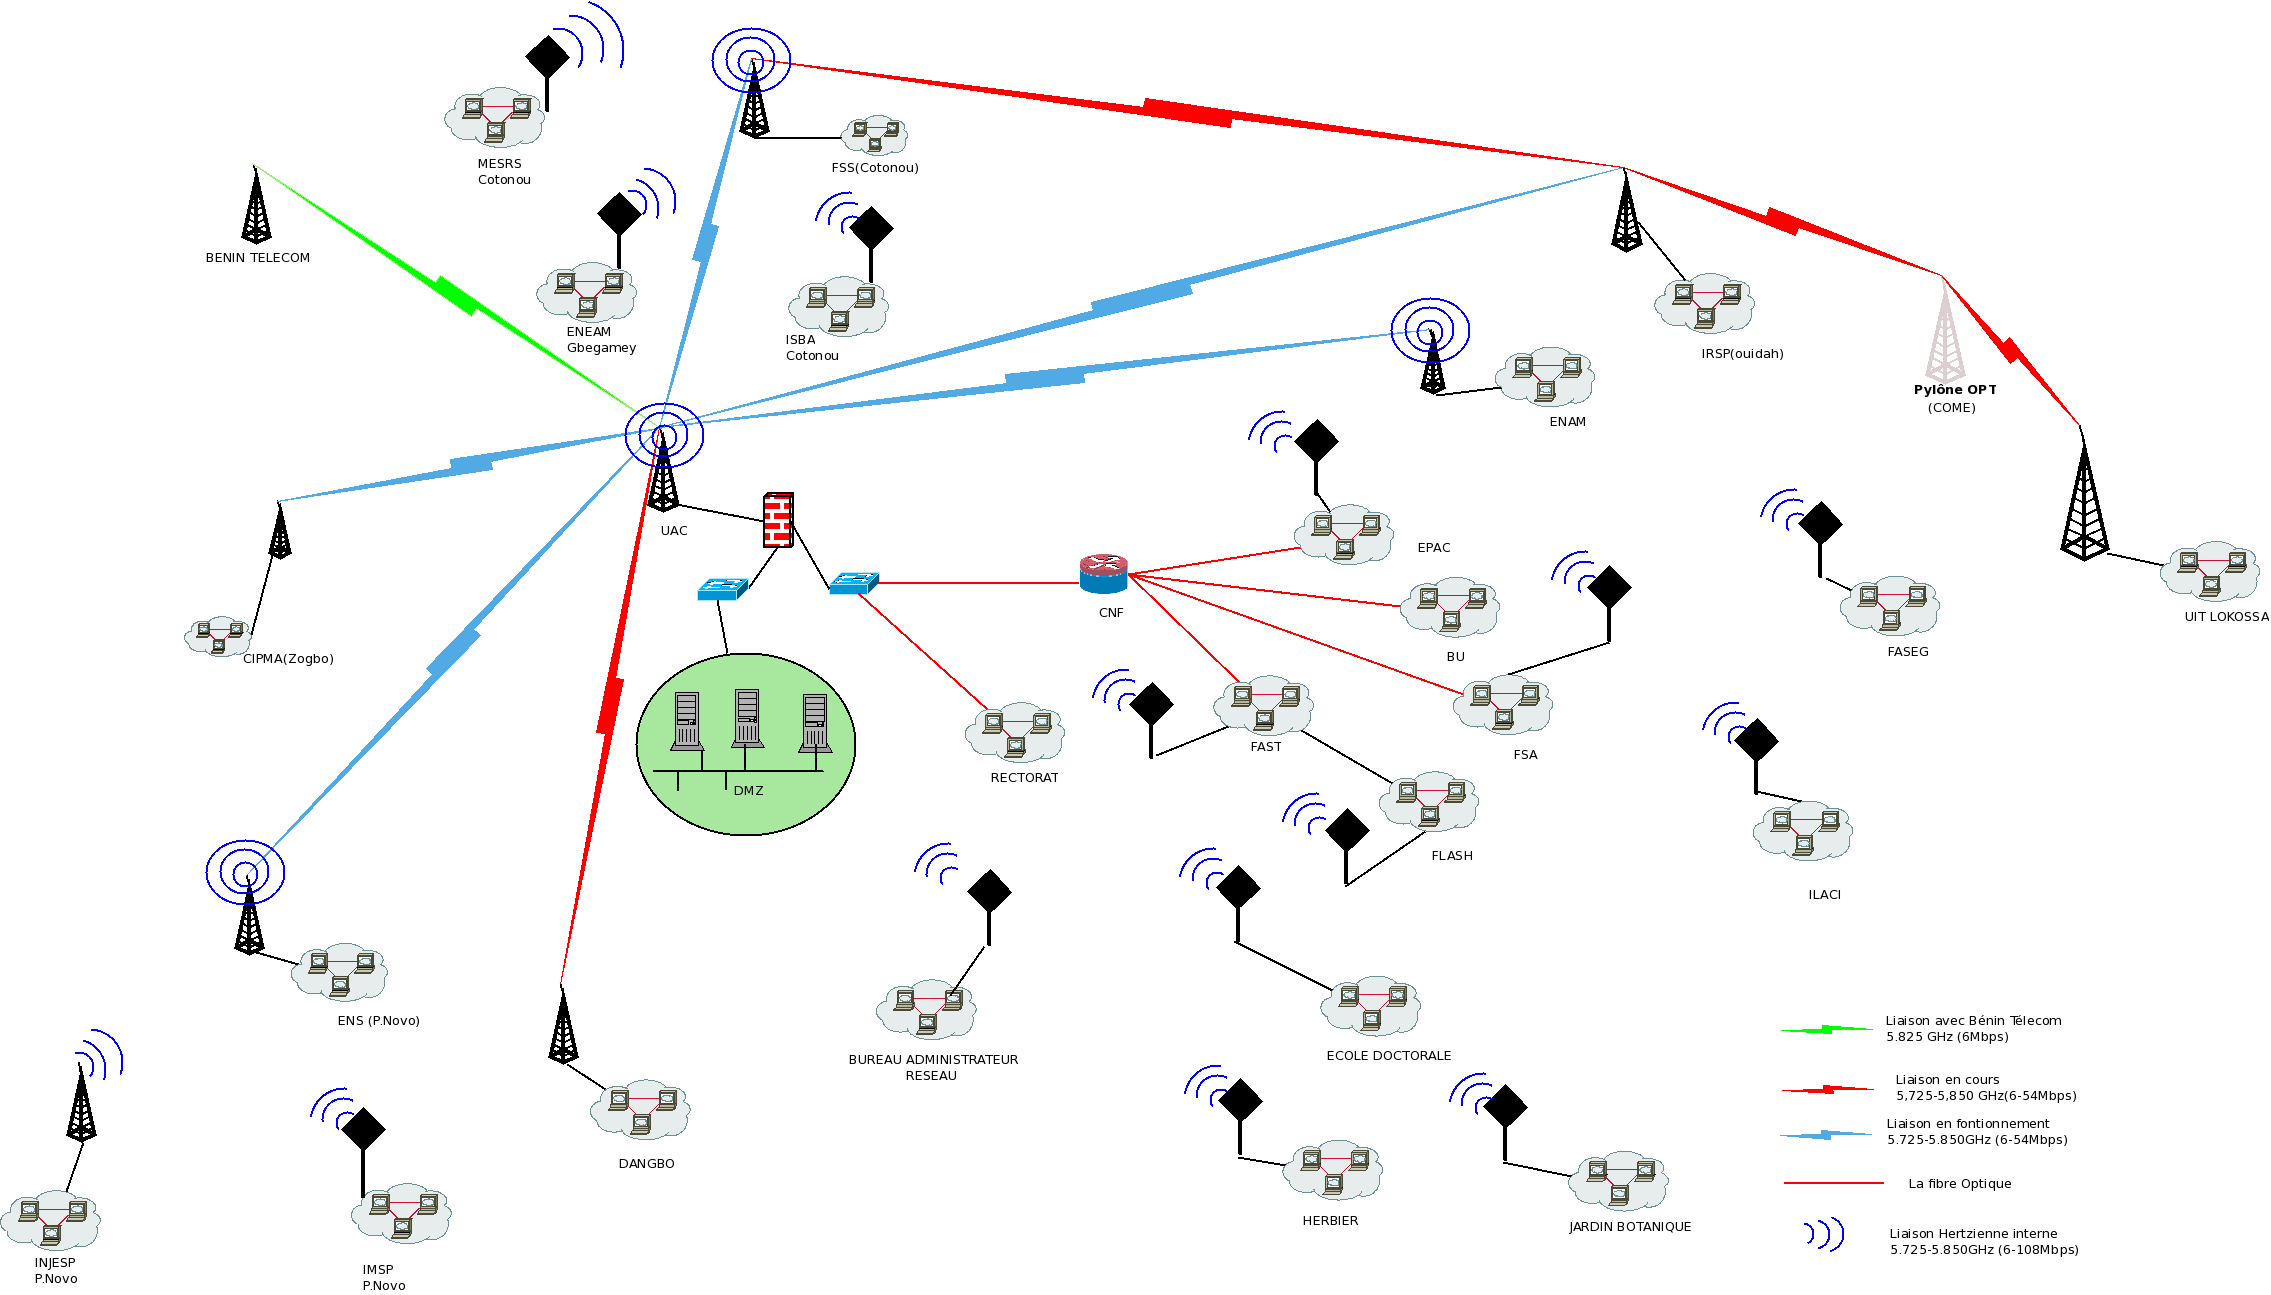 MESRS
Cotonou
FSS(Cotonou)
BENIN TELECOM
ENEAM
Gbegamey
ISBA
Cotonou
IRSP(ouidah)
Pylône OPT
(COME)
ENAM
UAC
EPAC
CNF
UIT LOKOSSA
BU
FASEG
CIPMA(Zogbo)
FAST
FSA
RECTORAT
DMZ
FLASH
ILACI
ENS (P.Novo)
BUREAU ADMINISTRATEUR
RESEAU
ECOLE DOCTORALE
DANGBO
HERBIER
JARDIN BOTANIQUE
INJESP
P.Novo
IMSP
P.Novo
Liaison avec Bénin Télecom
5.825 GHz (6Mbps)
Liaison en cours
5,725-5,850 GHz(6-54Mbps)
Liaison en fontionnement
5.725-5.850GHz (6-54Mbps)
La fibre Optique
Liaison Hertzienne interne
5.725-5.850GHz (6-108Mbps)